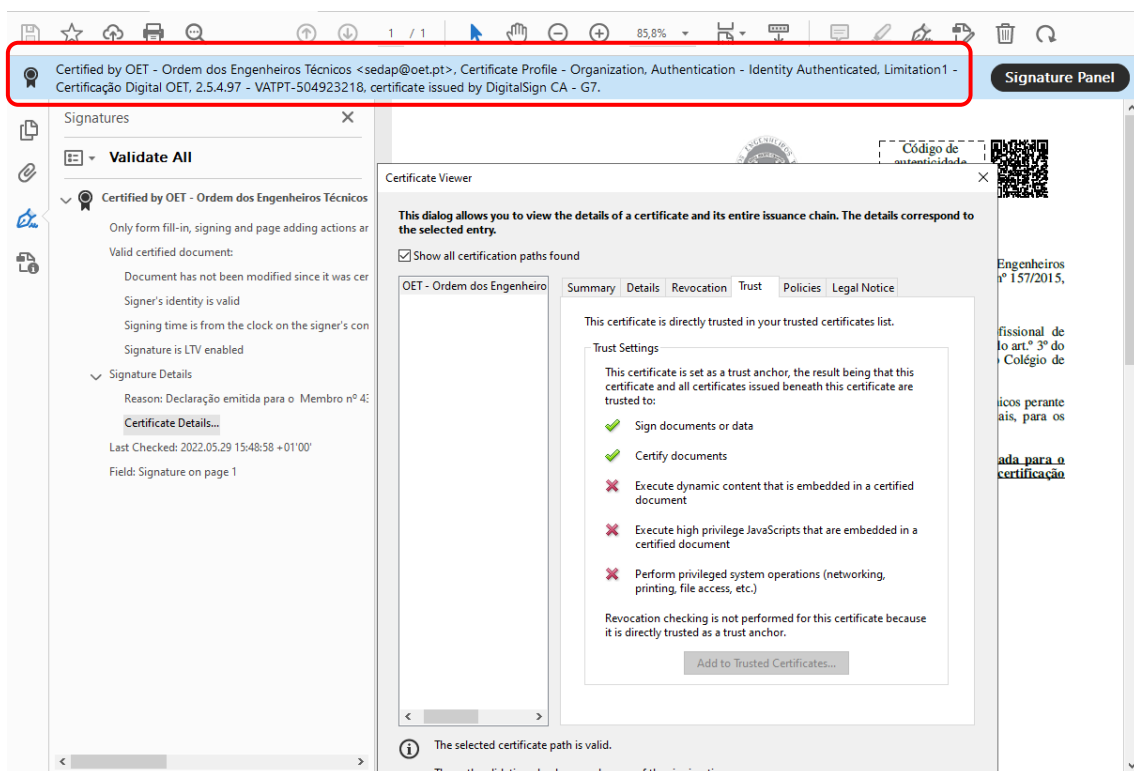 1 / 1
85,8%
Certified by OET - Ordem dos Engenheiros Técnicos <sedap@oet.pt>, Certificate Profile - Organization, Authentication - Identity Authenticated, Limitation1 -
Certificação Digital OET, 2.5.4.97 - VATPT-504923218, certificate issued by DigitalSign CA - G7.
Signature Panel
Signatures
Validate All
Certified by OET - Ordem dos Engenheiros Técnicos
Only form fill-in, signing and page adding actions ar
Valid certified document:
Document has not been modified since it was cer
Signer's identity is valid
Signing time is from the clock on the signer's con
Signature is LTV enabled
Signature Details
Reason: Declaração emitida para o Membro nº 43
Certificate Details...
Last Checked: 2022.05.29 15:48:58 +01'00'
Field: Signature on page 1
Código de
autenticidade
Engenheiros
nº 157/2015,
fissional de
lo art.º 3º do
Colégio de
icos perante
ais, para os
ada para o
certificação
Certificate Viewer
This dialog allows you to view the details of a certificate and its entire issuance chain. The details correspond to
the selected entry.
Show all certification paths found
OET - Ordem dos Engenheiro
Summary Details Revocation Trust Policies Legal Notice
This certificate is directly trusted in your trusted certificates list.
Trust Settings
This certificate is set as a trust anchor, the result being that this
certificate and all certificates issued beneath this certificate are
trusted to:
Sign documents or data
Certify documents
Execute dynamic content that is embedded in a certified
document
Execute high privilege JavaScripts that are embedded in a
certified document
Perform privileged system operations (networking,
printing, file access, etc.)
Revocation checking is not performed for this certificate because
it is directly trusted as a trust anchor.
Add to Trusted Certificates...
The selected certificate path is valid.